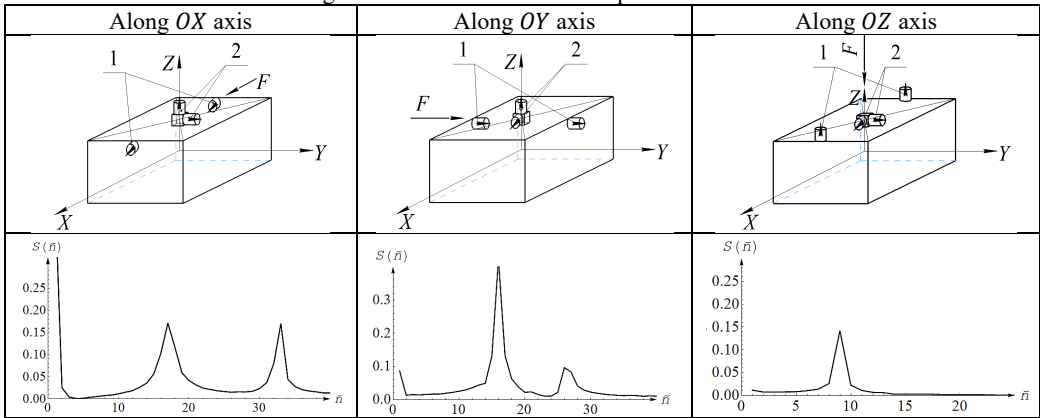 Along OX axis
Along OY axis
Along OZ axis
1 2 Z F Y X
1 2 Z F Y X
F 1 2 Z Y X
S(n̄)
0.25
0.20
0.15
0.10
0.05
0.00
0 10 20 30 n̄
S(n̄)
0.3
0.2
0.1
0.0
0 10 20 30 n̄
S(n̄)
0.25
0.20
0.15
0.10
0.05
0.00
0 5 10 15 20 n̄